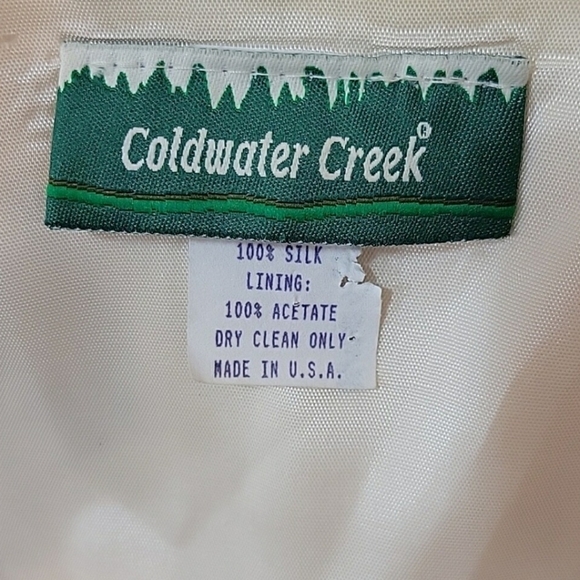 Coldwater Creek®
100% SILK
LINING:
100% ACETATE
DRY CLEAN ONLY
MADE IN U.S.A.